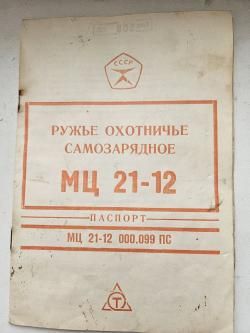 СССР
РУЖЬЕ ОХОТНИЧЬЕ
САМОЗАРЯДНОЕ
МЦ 21-12
ПАСПОРТ
МЦ 21-12 000.099 ПС
Т